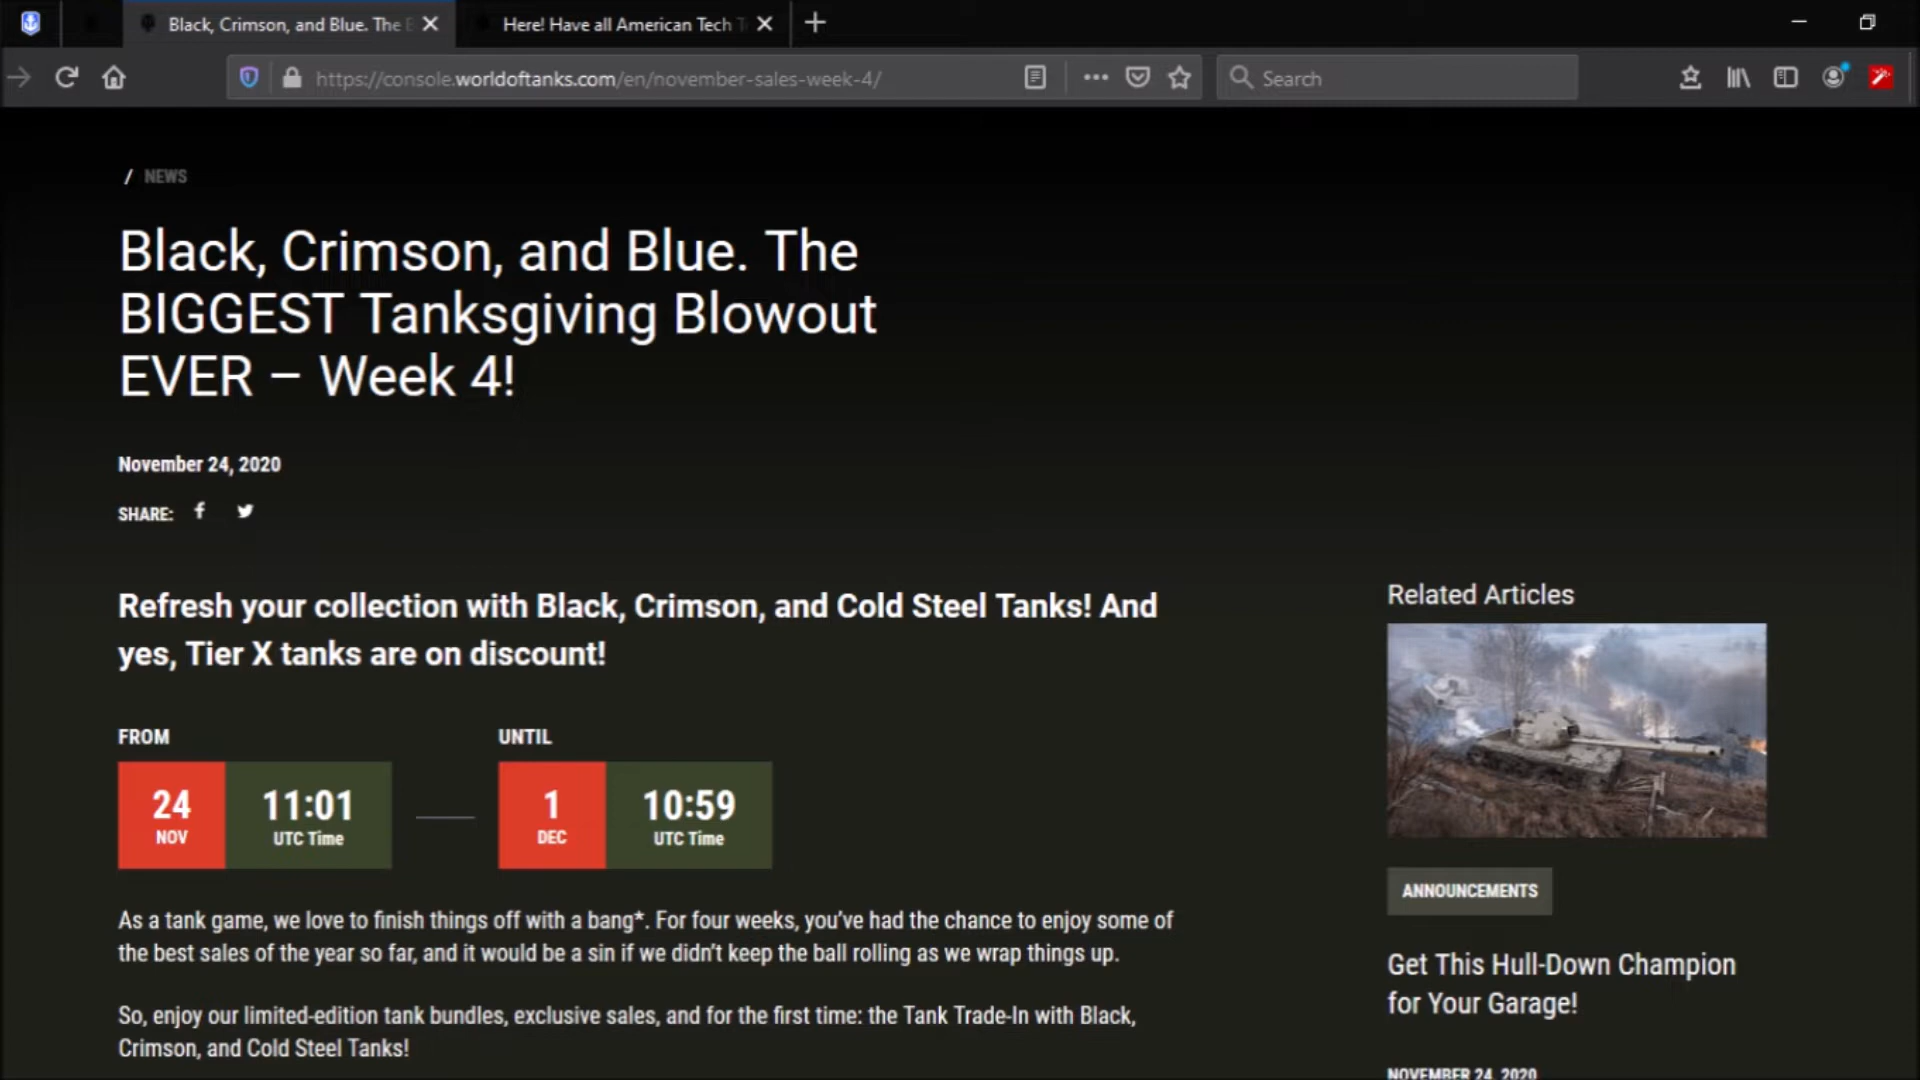 Black, Crimson, and Blue. The
Here! Have all American Tech
https://console.worldoftanks.com/en/november-sales-week-4/
Search
/ NEWS
Black, Crimson, and Blue. The
BIGGEST Tanksgiving Blowout
EVER – Week 4!
November 24, 2020
SHARE:
Refresh your collection with Black, Crimson, and Cold Steel Tanks! And
yes, Tier X tanks are on discount!
FROM
UNTIL
24
NOV
11:01
UTC Time
1
DEC
10:59
UTC Time
As a tank game, we love to finish things off with a bang*. For four weeks, you’ve had the chance to enjoy some of
the best sales of the year so far, and it would be a sin if we didn’t keep the ball rolling as we wrap things up.
So, enjoy our limited-edition tank bundles, exclusive sales, and for the first time: the Tank Trade-In with Black,
Crimson, and Cold Steel Tanks!
Related Articles
ANNOUNCEMENTS
Get This Hull-Down Champion
for Your Garage!
NOVEMBER 24, 2020